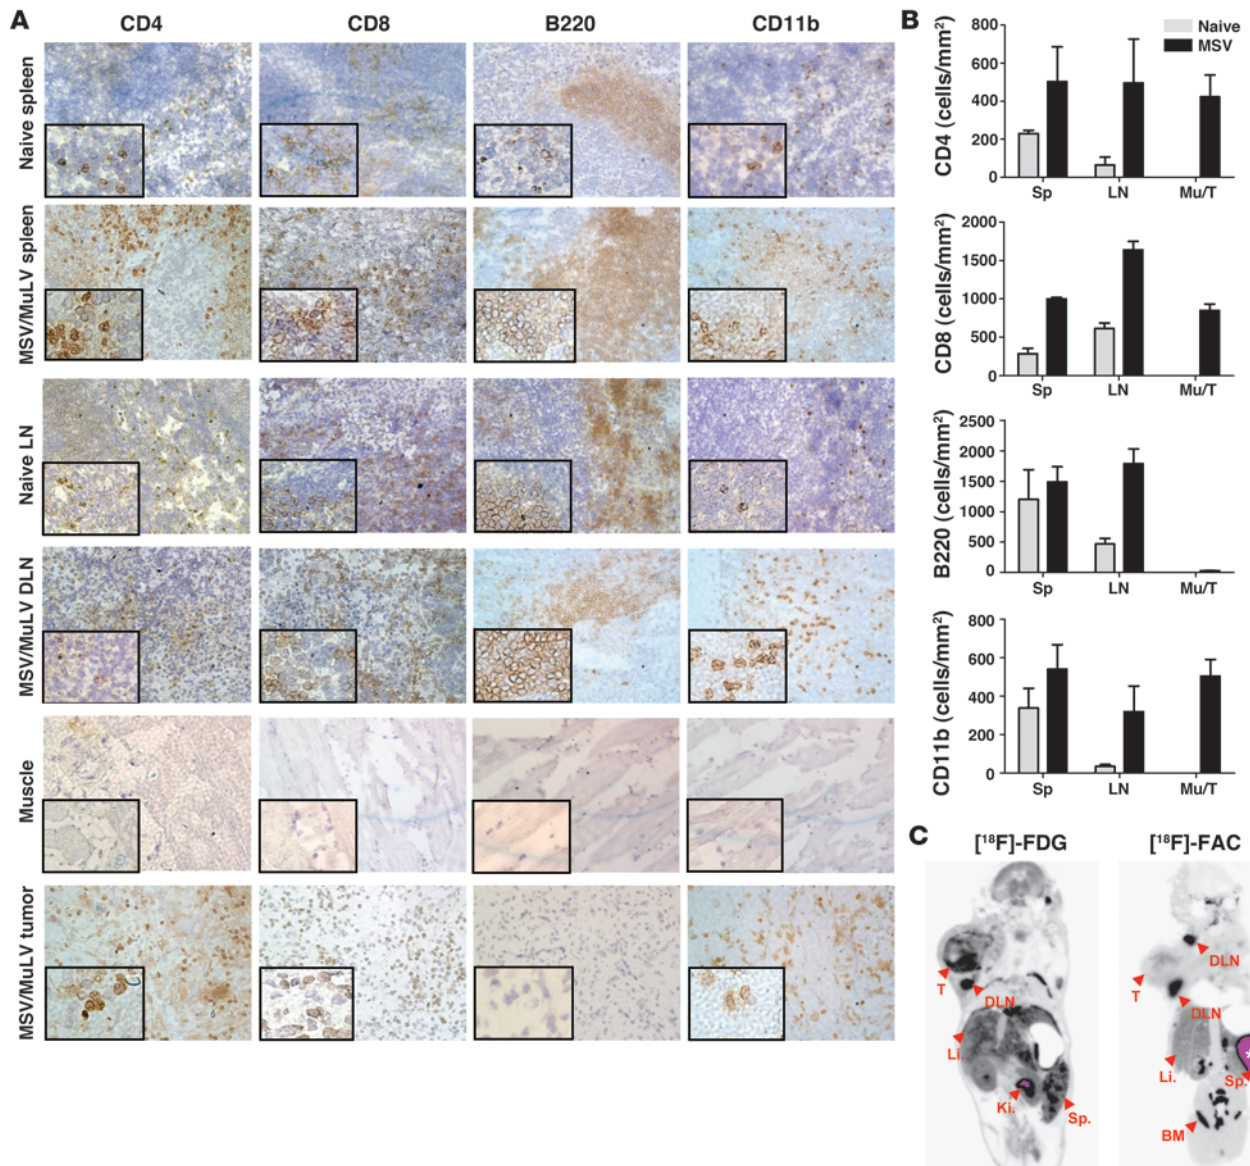 A
CD4
CD8
B220
CD11b
Naive spleen
MSV/MuLV spleen
Naive LN
MSV/MuLV DLN
Muscle
MSV/MuLV tumor
B
Naive
MSV
CD4 (cells/mm²)
800
600
400
200
0
Sp
LN
Mu/T
CD8 (cells/mm²)
2000
1500
1000
500
0
Sp
LN
Mu/T
B220 (cells/mm²)
2500
2000
1500
1000
500
0
Sp
LN
Mu/T
CD11b (cells/mm²)
800
600
400
200
0
Sp
LN
Mu/T
C
[¹⁸F]-FDG
T
DLN
Li.
Ki.
Sp.
[¹⁸F]-FAC
DLN
T
DLN
Li.
*
Sp.
BM